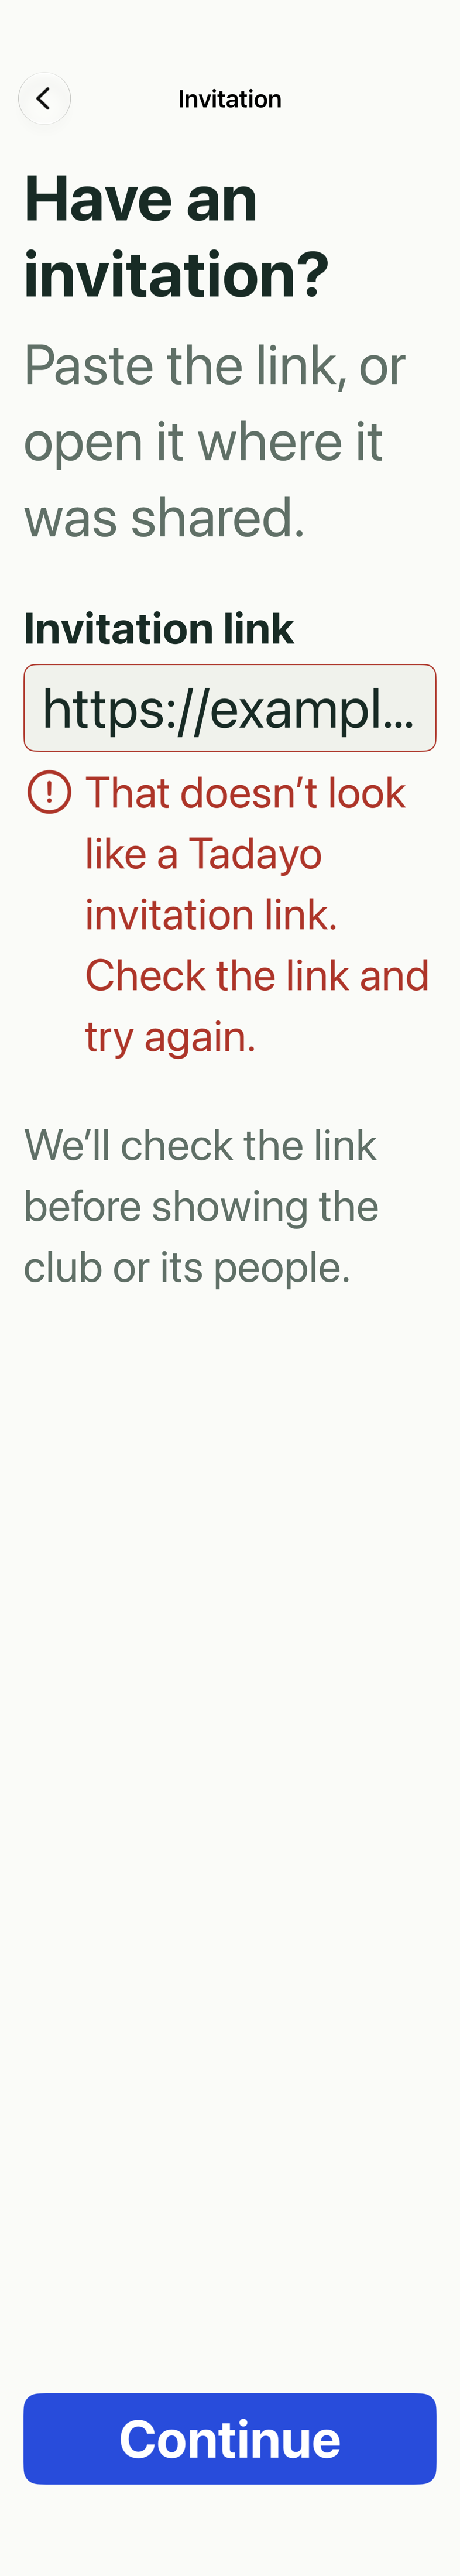 Invitation
Have an
invitation?
Paste the link, or
open it where it
was shared.
Invitation link
https://exampl...
That doesn’t look
like a Tadayo
invitation link.
Check the link and
try again.
We’ll check the link
before showing the
club or its people.
Continue